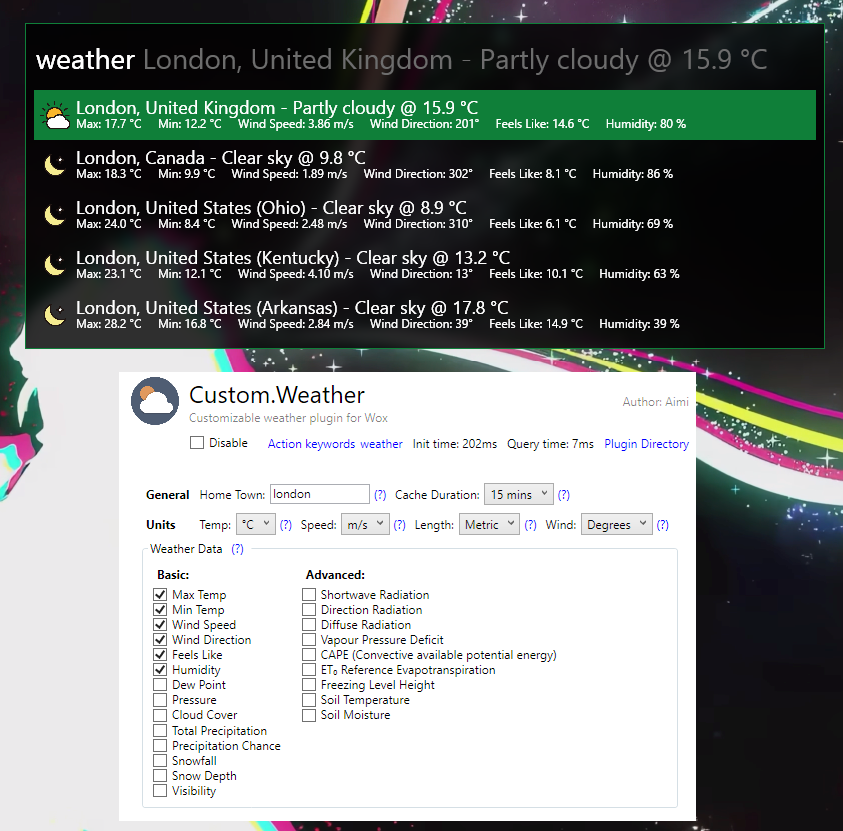 weather London, United Kingdom - Partly cloudy @ 15.9 °C
London, United Kingdom - Partly cloudy @ 15.9 °C
Max: 17.7 °C Min: 12.2 °C Wind Speed: 3.86 m/s Wind Direction: 201° Feels Like: 14.6 °C Humidity: 80 %
London, Canada - Clear sky @ 9.8 °C
Max: 18.3 °C Min: 9.9 °C Wind Speed: 1.89 m/s Wind Direction: 302° Feels Like: 8.1 °C Humidity: 86 %
London, United States (Ohio) - Clear sky @ 8.9 °C
Max: 24.0 °C Min: 8.4 °C Wind Speed: 2.48 m/s Wind Direction: 310° Feels Like: 6.1 °C Humidity: 69 %
London, United States (Kentucky) - Clear sky @ 13.2 °C
Max: 23.1 °C Min: 12.1 °C Wind Speed: 4.10 m/s Wind Direction: 13° Feels Like: 10.1 °C Humidity: 63 %
London, United States (Arkansas) - Clear sky @ 17.8 °C
Max: 28.2 °C Min: 16.8 °C Wind Speed: 2.84 m/s Wind Direction: 39° Feels Like: 14.9 °C Humidity: 39 %
Custom.Weather
Author: Aimi
Customizable weather plugin for Wox
Disable Action keywords weather Init time: 202ms Query time: 7ms Plugin Directory
General Home Town: london (?) Cache Duration: 15 mins (?)
Units Temp: °C (?) Speed: m/s (?) Length: Metric (?) Wind: Degrees (?)
Weather Data (?)
Basic:
Max Temp
Min Temp
Wind Speed
Wind Direction
Feels Like
Humidity
Dew Point
Pressure
Cloud Cover
Total Precipitation
Precipitation Chance
Snowfall
Snow Depth
Visibility
Advanced:
Shortwave Radiation
Direction Radiation
Diffuse Radiation
Vapour Pressure Deficit
CAPE (Convective available potential energy)
ET₀ Reference Evapotranspiration
Freezing Level Height
Soil Temperature
Soil Moisture